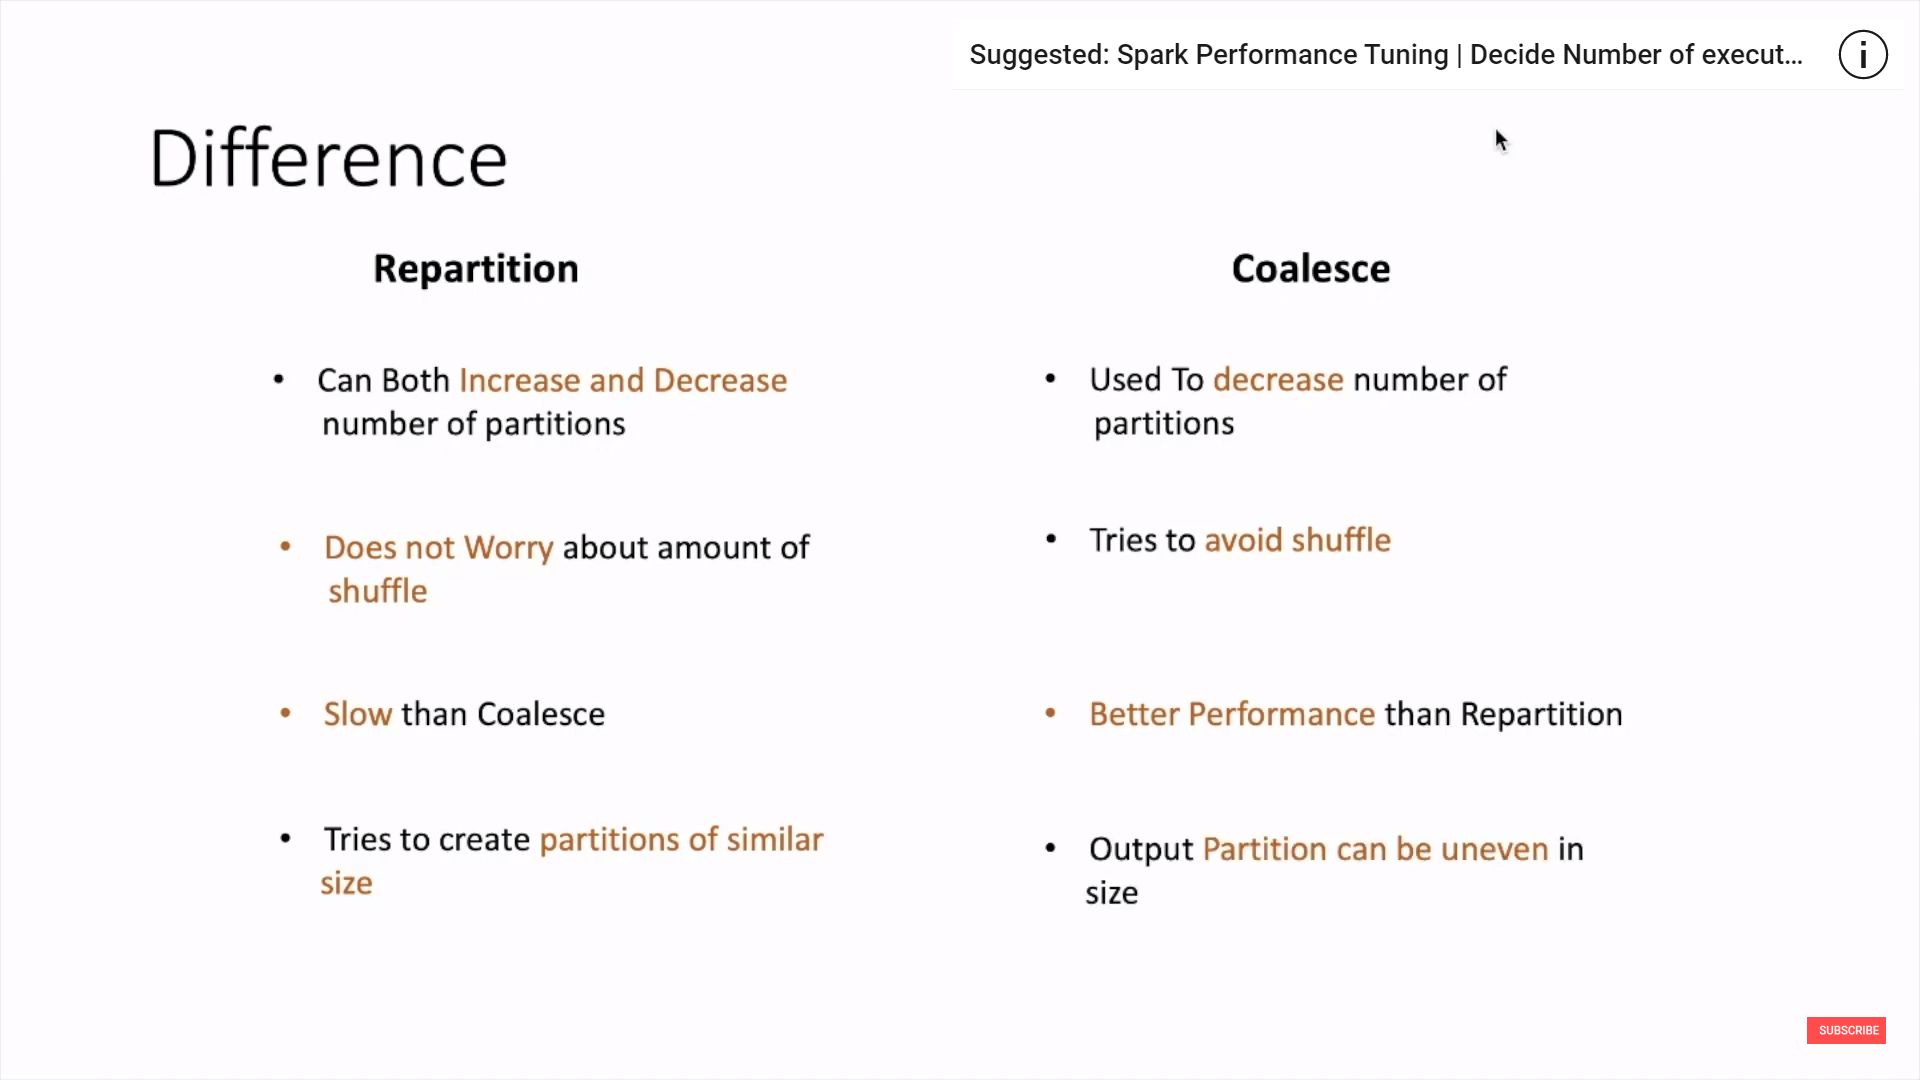 Suggested: Spark Performance Tuning | Decide Number of execut...
Difference
Repartition
• Can Both Increase and Decrease
number of partitions
• Does not Worry about amount of
shuffle
• Slow than Coalesce
• Tries to create partitions of similar
size
Coalesce
• Used To decrease number of
partitions
• Tries to avoid shuffle
• Better Performance than Repartition
• Output Partition can be uneven in
size
SUBSCRIBE